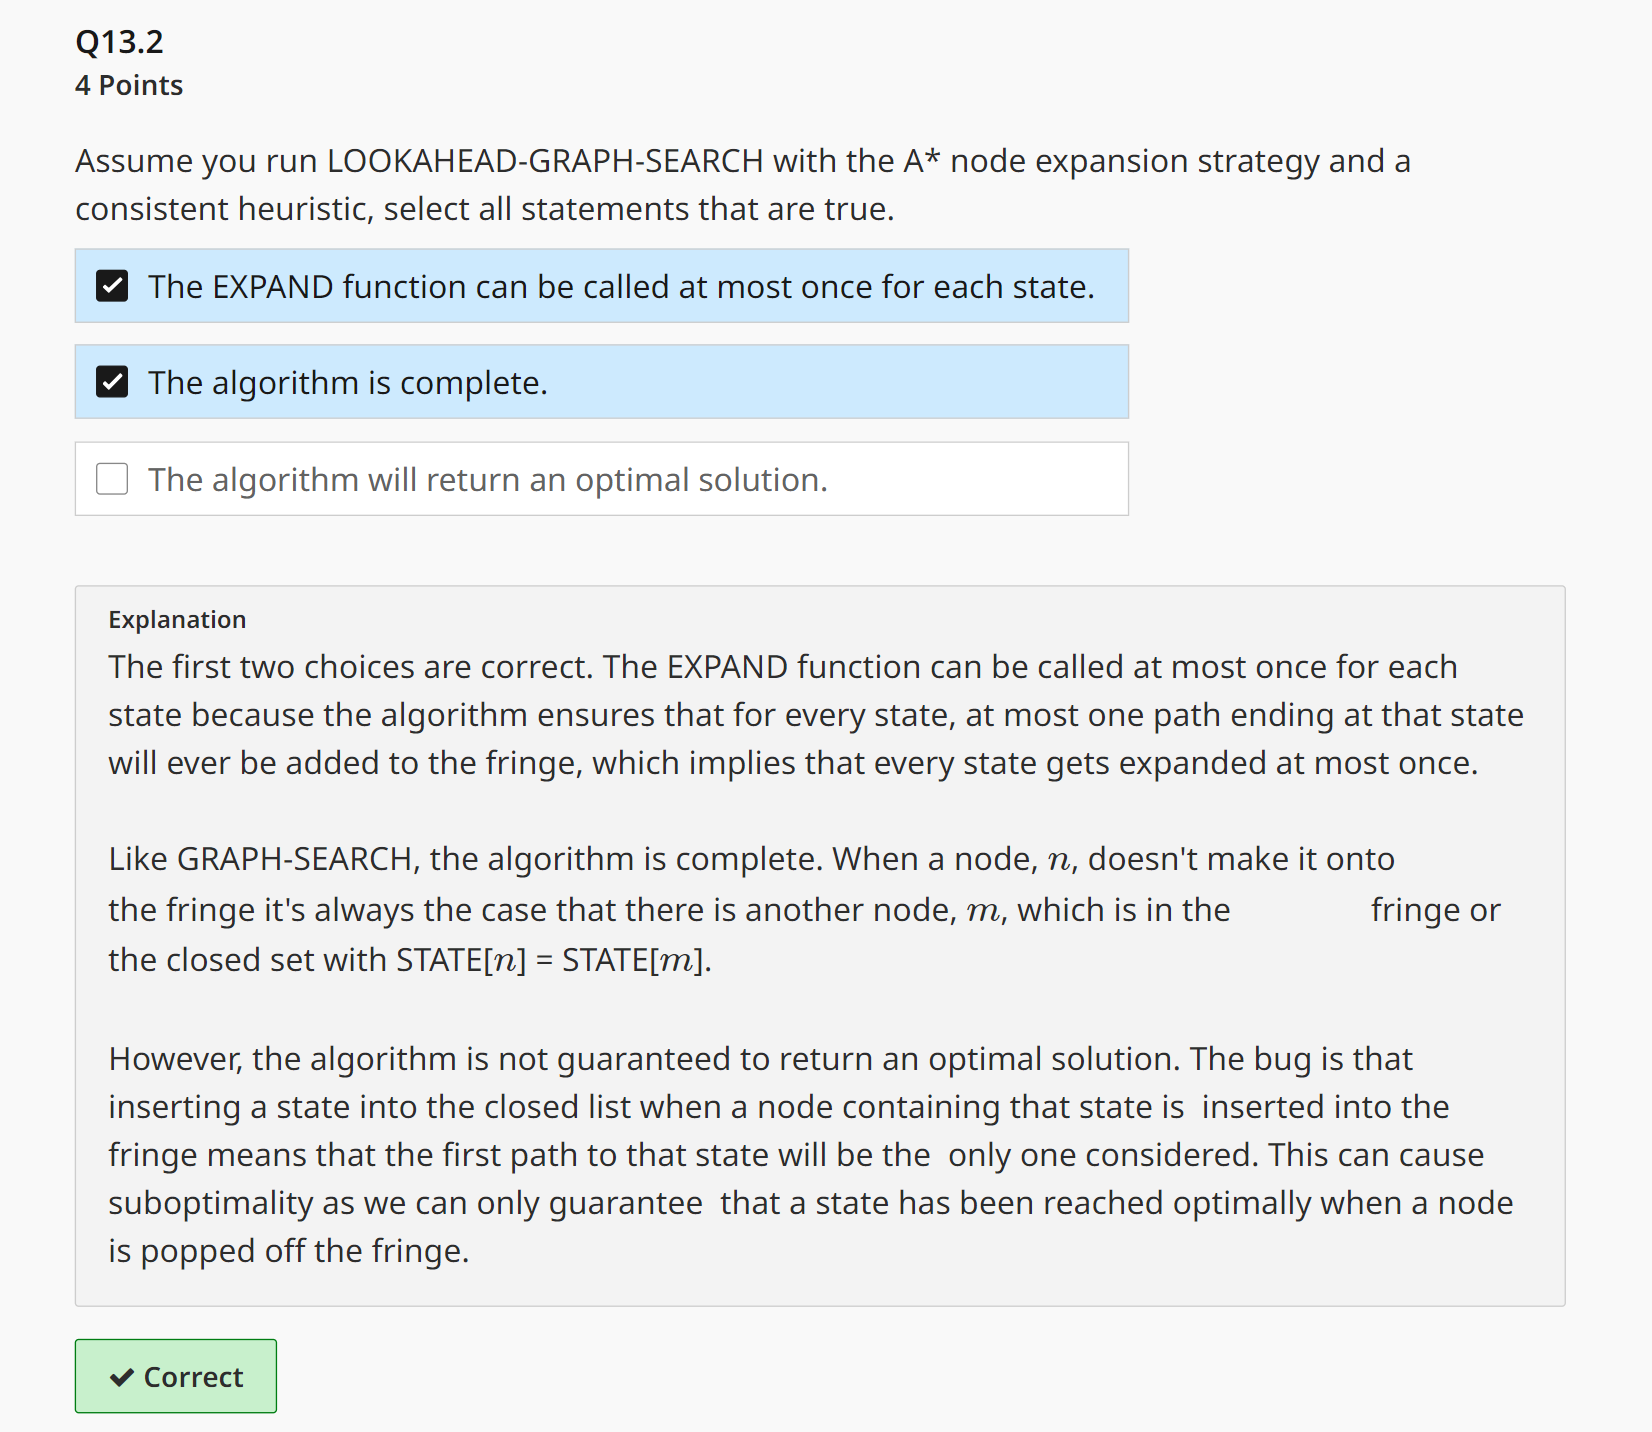 Q13.2
4 Points
Assume you run LOOKAHEAD-GRAPH-SEARCH with the A* node expansion strategy and a
consistent heuristic, select all statements that are true.
The EXPAND function can be called at most once for each state.
The algorithm is complete.
The algorithm will return an optimal solution.
Explanation
The first two choices are correct. The EXPAND function can be called at most once for each
state because the algorithm ensures that for every state, at most one path ending at that state
will ever be added to the fringe, which implies that every state gets expanded at most once.
Like GRAPH-SEARCH, the algorithm is complete. When a node, n, doesn't make it onto
the fringe it's always the case that there is another node, m, which is in the fringe or
the closed set with STATE[n] = STATE[m].
However, the algorithm is not guaranteed to return an optimal solution. The bug is that
inserting a state into the closed list when a node containing that state is inserted into the
fringe means that the first path to that state will be the only one considered. This can cause
suboptimality as we can only guarantee that a state has been reached optimally when a node
is popped off the fringe.
Correct